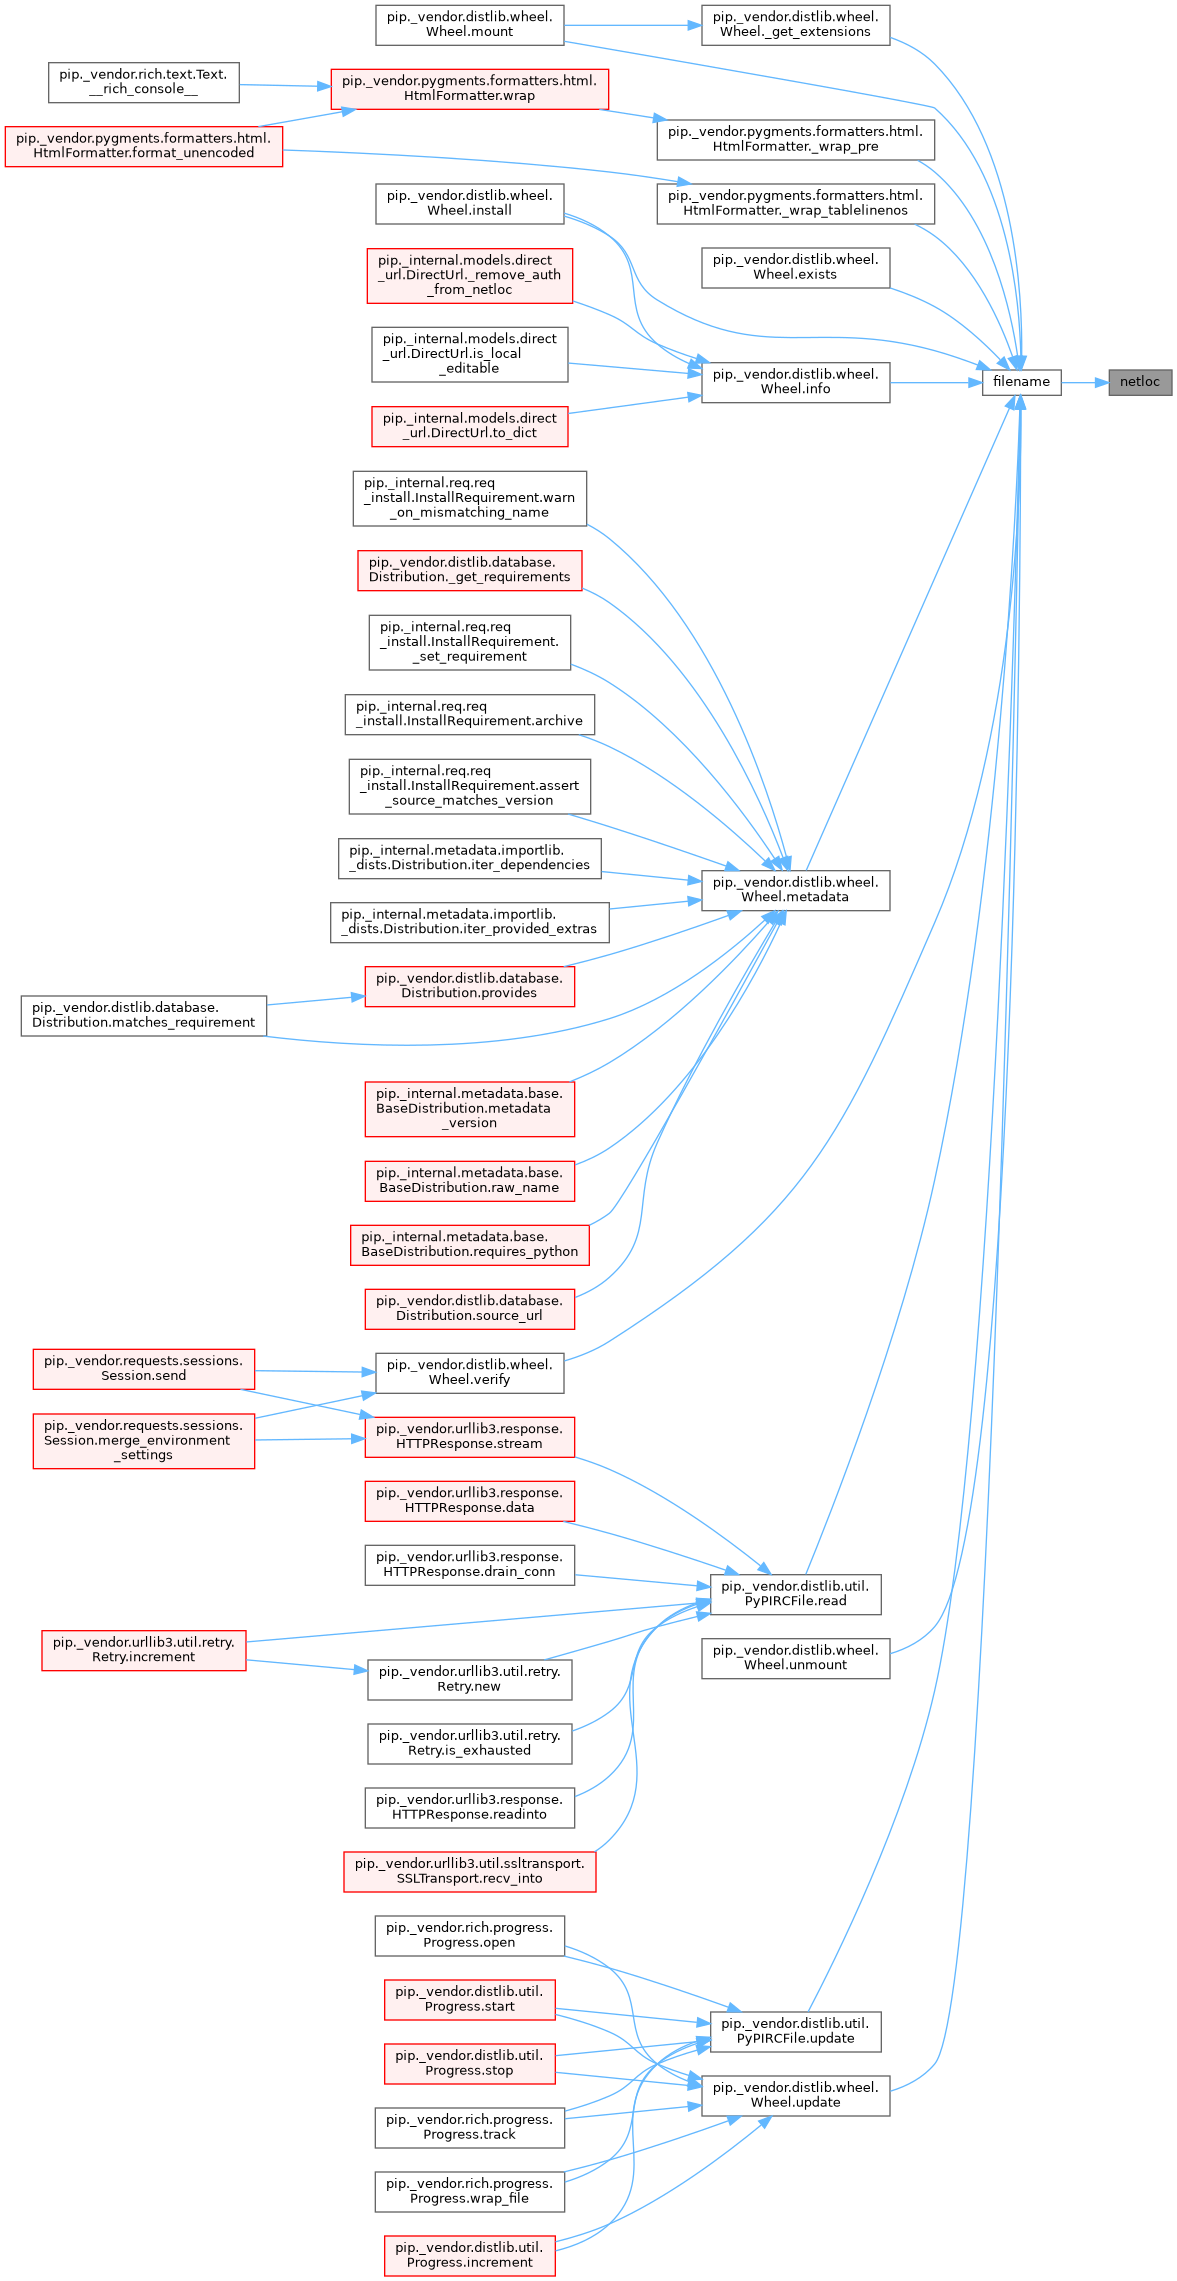 pip._vendor.distlib.wheel.
Wheel.mount
pip._vendor.distlib.wheel.
Wheel._get_extensions
pip._vendor.rich.text.Text.
__rich_console__
pip._vendor.pygments.formatters.html.
HtmlFormatter.wrap
pip._vendor.pygments.formatters.html.
HtmlFormatter.format_unencoded
pip._vendor.pygments.formatters.html.
HtmlFormatter._wrap_pre
pip._vendor.distlib.wheel.
Wheel.install
pip._vendor.pygments.formatters.html.
HtmlFormatter._wrap_tablelinenos
pip._internal.models.direct
_url.DirectUrl._remove_auth
_from_netloc
pip._vendor.distlib.wheel.
Wheel.exists
pip._internal.models.direct
_url.DirectUrl.is_local
_editable
pip._vendor.distlib.wheel.
Wheel.info
filename
netloc
pip._internal.models.direct
_url.DirectUrl.to_dict
pip._internal.req.req
_install.InstallRequirement.warn
_on_mismatching_name
pip._vendor.distlib.database.
Distribution._get_requirements
pip._internal.req.req
_install.InstallRequirement.
_set_requirement
pip._internal.req.req
_install.InstallRequirement.archive
pip._internal.req.req
_install.InstallRequirement.assert
_source_matches_version
pip._internal.metadata.importlib.
_dists.Distribution.iter_dependencies
pip._vendor.distlib.wheel.
Wheel.metadata
pip._internal.metadata.importlib.
_dists.Distribution.iter_provided_extras
pip._vendor.distlib.database.
Distribution.provides
pip._vendor.distlib.database.
Distribution.matches_requirement
pip._internal.metadata.base.
BaseDistribution.metadata
_version
pip._internal.metadata.base.
BaseDistribution.raw_name
pip._internal.metadata.base.
BaseDistribution.requires_python
pip._vendor.distlib.database.
Distribution.source_url
pip._vendor.requests.sessions.
Session.send
pip._vendor.distlib.wheel.
Wheel.verify
pip._vendor.requests.sessions.
Session.merge_environment
_settings
pip._vendor.urllib3.response.
HTTPResponse.stream
pip._vendor.urllib3.response.
HTTPResponse.data
pip._vendor.urllib3.response.
HTTPResponse.drain_conn
pip._vendor.distlib.util.
PyPIRCFile.read
pip._vendor.urllib3.util.retry.
Retry.increment
pip._vendor.distlib.wheel.
Wheel.unmount
pip._vendor.urllib3.util.retry.
Retry.new
pip._vendor.urllib3.util.retry.
Retry.is_exhausted
pip._vendor.urllib3.response.
HTTPResponse.readinto
pip._vendor.urllib3.util.ssltransport.
SSLTransport.recv_into
pip._vendor.rich.progress.
Progress.open
pip._vendor.distlib.util.
Progress.start
pip._vendor.distlib.util.
PyPIRCFile.update
pip._vendor.distlib.util.
Progress.stop
pip._vendor.distlib.wheel.
Wheel.update
pip._vendor.rich.progress.
Progress.track
pip._vendor.rich.progress.
Progress.wrap_file
pip._vendor.distlib.util.
Progress.increment